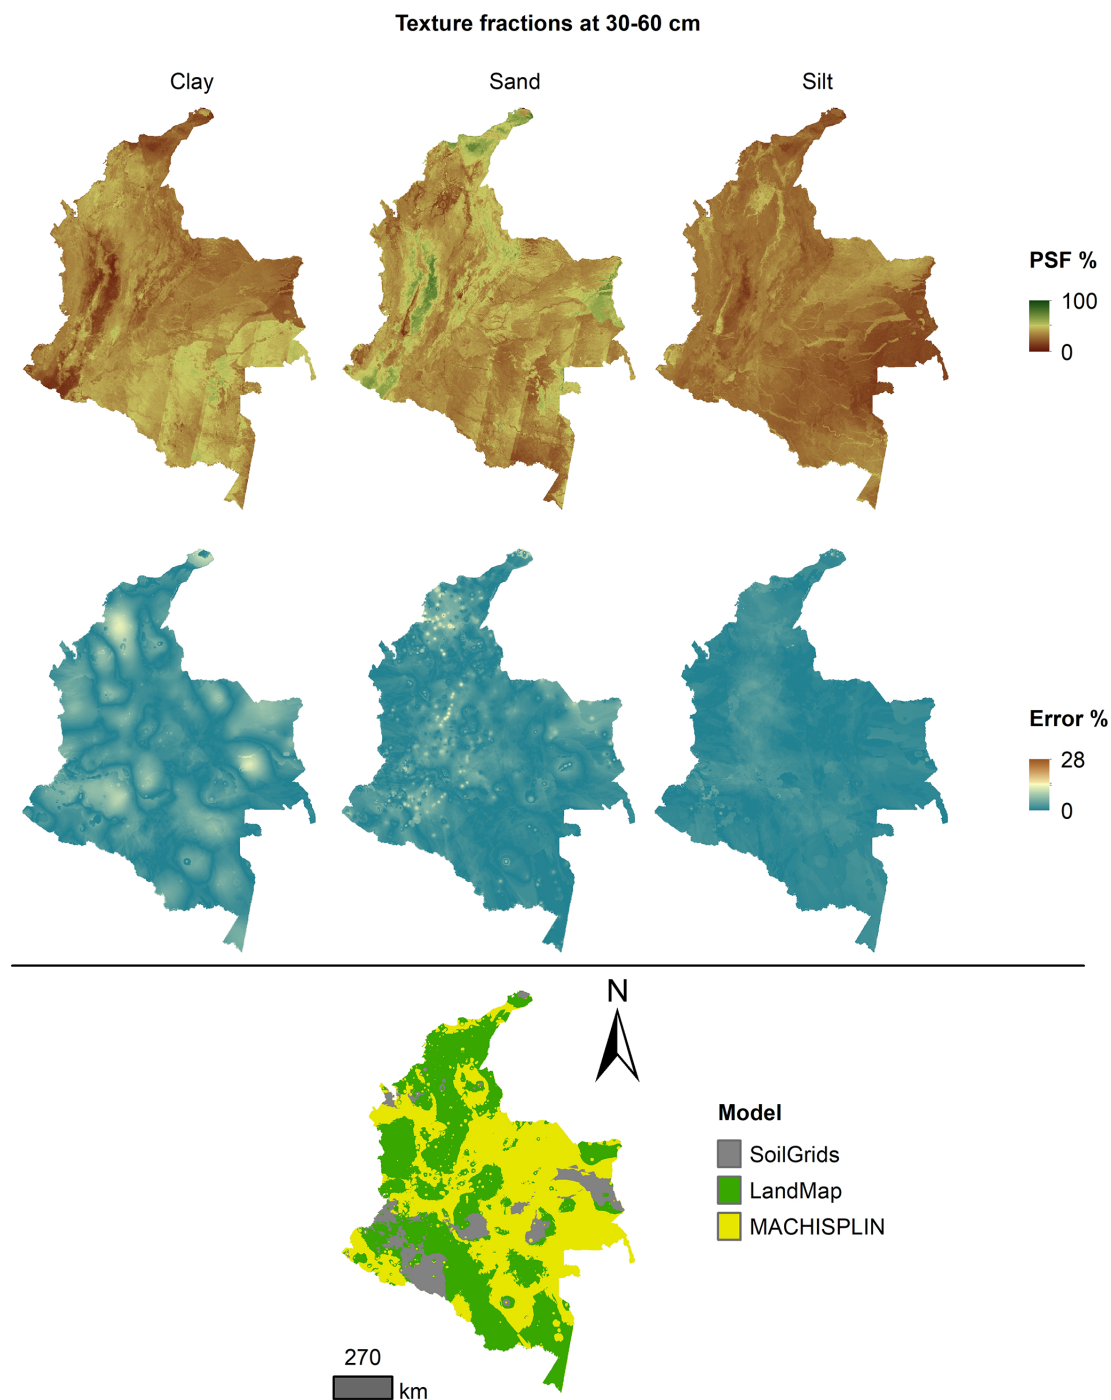 Texture fractions at 30-60 cm
Clay
Sand
Silt
PSF %
100
0
Error %
28
0
N
Model
SoilGrids
LandMap
MACHISPLIN
270
km